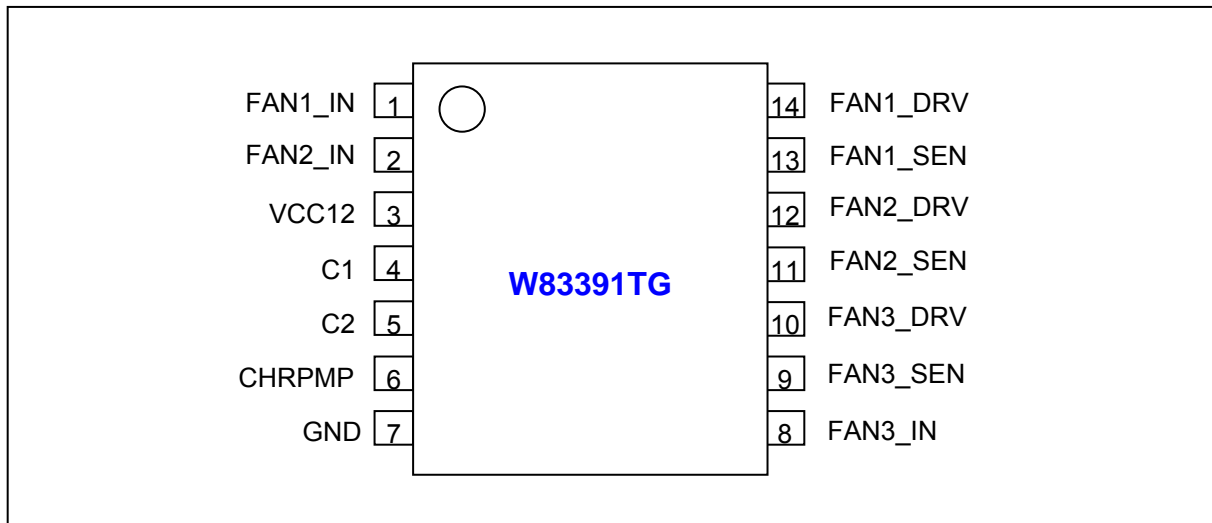 FAN1_IN 1 14 FAN1_DRV
FAN2_IN 2 13 FAN1_SEN
VCC12 3 12 FAN2_DRV
C1 4 11 FAN2_SEN
W83391TG
C2 5 10 FAN3_DRV
CHRPMP 6 9 FAN3_SEN
GND 7 8 FAN3_IN